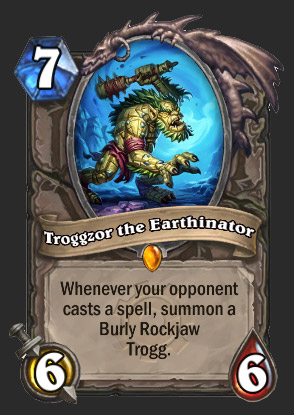 7
Troggzor the Earthinator
Whenever your opponent
casts a spell, summon a
Burly Rockjaw
Trogg.
6 6